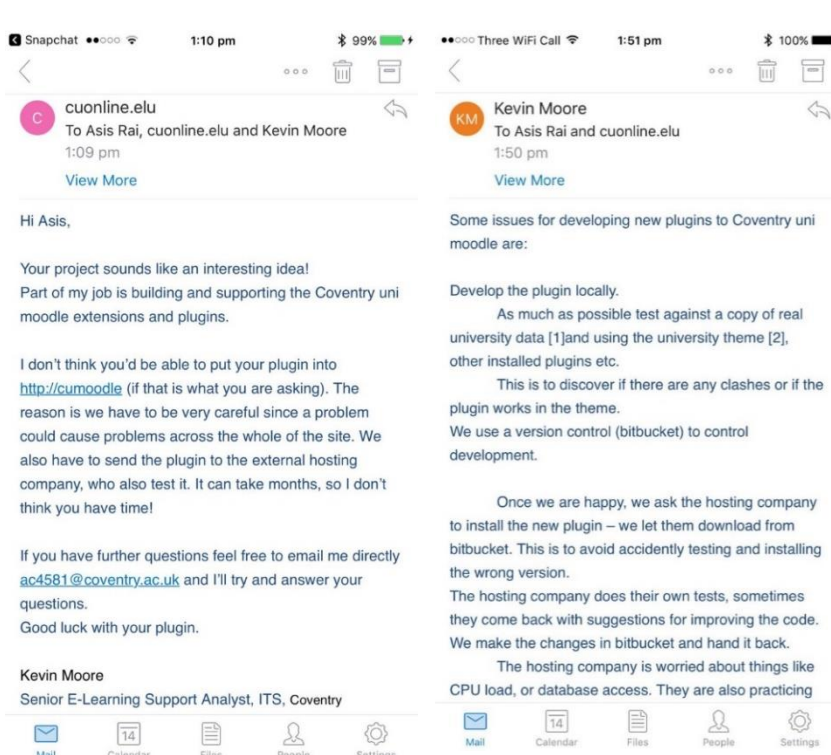 Snapchat 1:10 pm 99%
cuonline.elu
C
To Asis Rai, cuonline.elu and Kevin Moore
1:09 pm
View More
Hi Asis,
Your project sounds like an interesting idea!
Part of my job is building and supporting the Coventry uni
moodle extensions and plugins.
I don't think you'd be able to put your plugin into
http://cumoodle (if that is what you are asking). The
reason is we have to be very careful since a problem
could cause problems across the whole of the site. We
also have to send the plugin to the external hosting
company, who also test it. It can take months, so I don't
think you have time!
If you have further questions feel free to email me directly
ac4581@coventry.ac.uk and I'll try and answer your
questions.
Good luck with your plugin.
Kevin Moore
Senior E-Learning Support Analyst, ITS, Coventry
14
Mail Calendar Files People Settings
Three WiFi Call 1:51 pm 100%
Kevin Moore
KM
To Asis Rai and cuonline.elu
1:50 pm
View More
Some issues for developing new plugins to Coventry uni
moodle are:
Develop the plugin locally.
As much as possible test against a copy of real
university data [1]and using the university theme [2],
other installed plugins etc.
This is to discover if there are any clashes or if the
plugin works in the theme.
We use a version control (bitbucket) to control
development.
Once we are happy, we ask the hosting company
to install the new plugin – we let them download from
bitbucket. This is to avoid accidently testing and installing
the wrong version.
The hosting company does their own tests, sometimes
they come back with suggestions for improving the code.
We make the changes in bitbucket and hand it back.
The hosting company is worried about things like
CPU load, or database access. They are also practicing
14
Mail Calendar Files People Settings